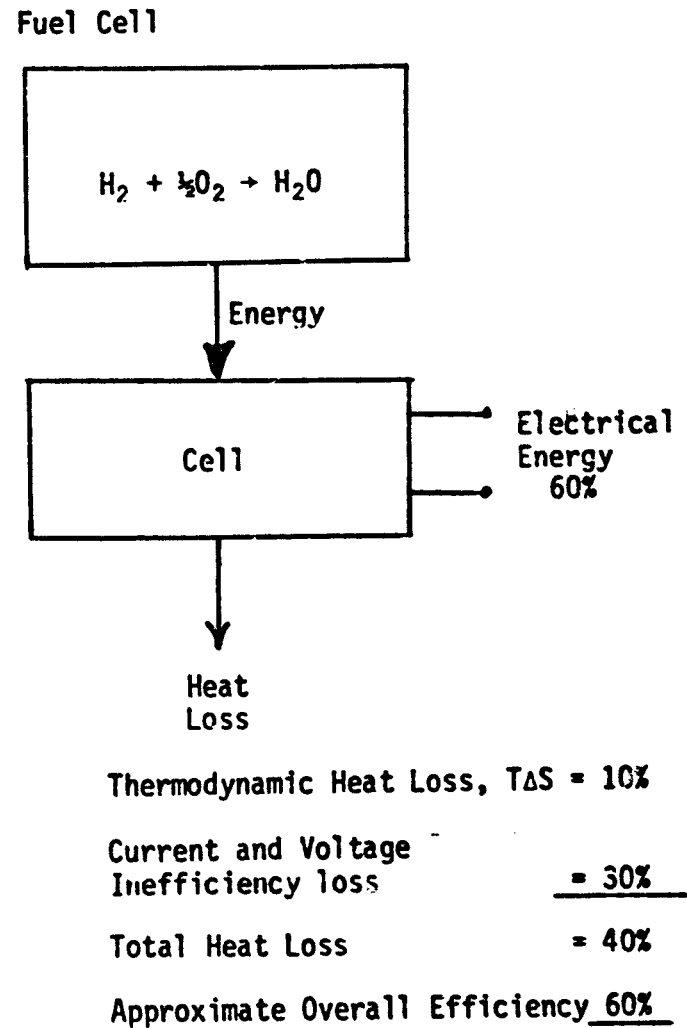 Fuel Cell
H₂ + ½O₂ → H₂O
Energy
Cell
Electrical
Energy
60%
Heat
Loss
Thermodynamic Heat Loss, TΔS = 10%
Current and Voltage
Inefficiency loss = 30%
Total Heat Loss = 40%
Approximate Overall Efficiency 60%